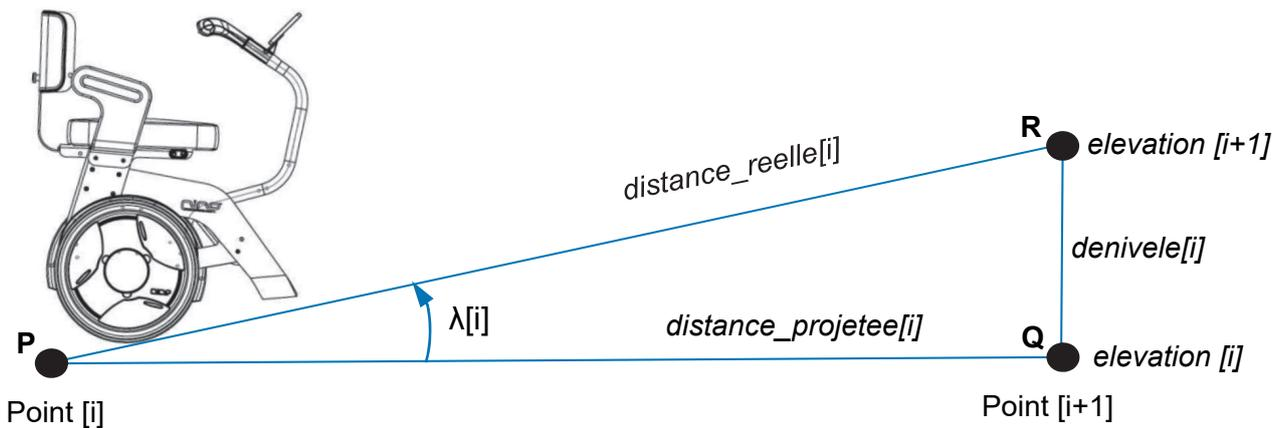 R
elevation [i+1]
distance_reelle[i]
denivele[i]
λ[i]
distance_projetee[i]
P
Q
elevation [i]
Point [i]
Point [i+1]